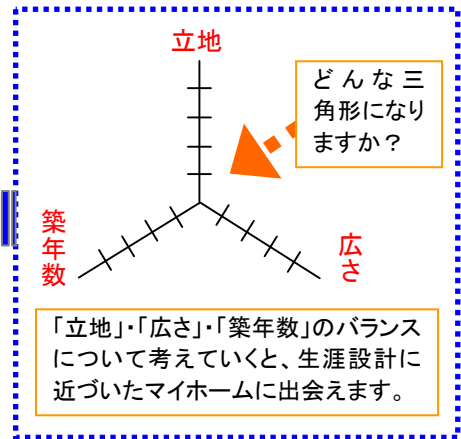 立地
どんな三
角形になり
ますか?
築年数
広さ
「立地」・「広さ」・「築年数」のバランス
について考えていくと、生涯設計に
近づいたマイホームに出会えます。